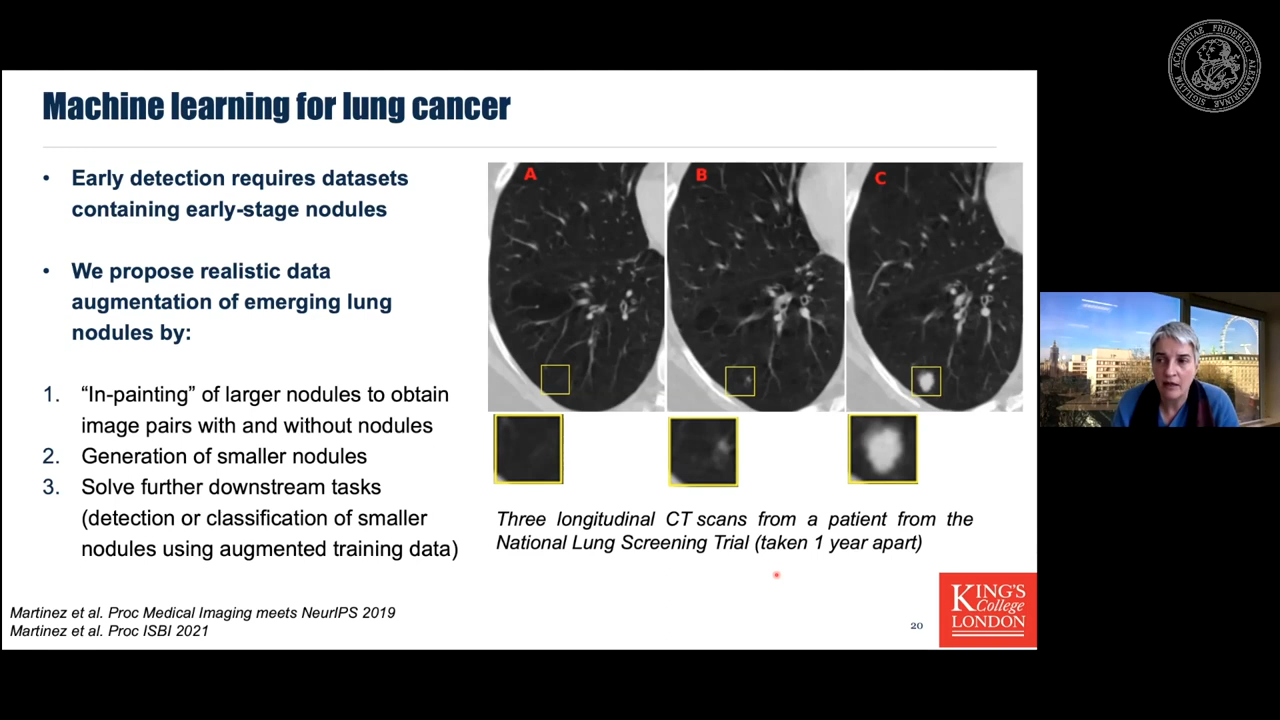 Machine learning for lung cancer
• Early detection requires datasets
containing early-stage nodules
• We propose realistic data
augmentation of emerging lung
nodules by:
1. “In-painting” of larger nodules to obtain
image pairs with and without nodules
2. Generation of smaller nodules
3. Solve further downstream tasks
(detection or classification of smaller
nodules using augmented training data)
A
B
C
Three longitudinal CT scans from a patient from the
National Lung Screening Trial (taken 1 year apart)
Martinez et al. Proc Medical Imaging meets NeurIPS 2019
Martinez et al. Proc ISBI 2021
20
KING'S
College
LONDON
SIGILLVM ACADEMIAE FRIDERICO ALEXANDRINAE